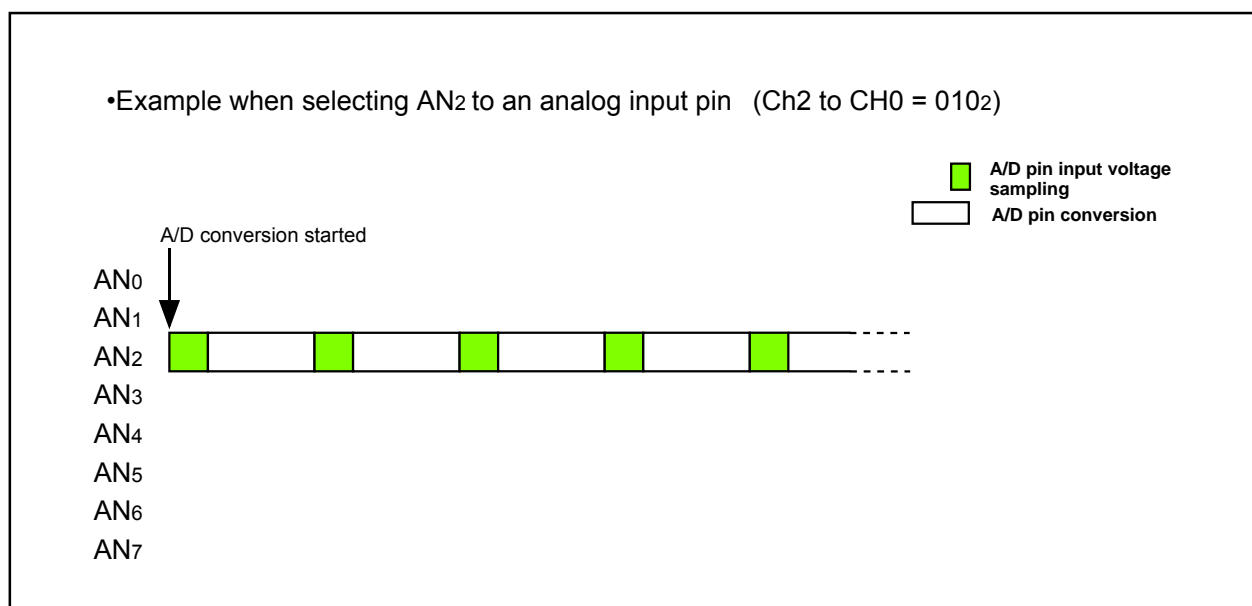 •Example when selecting AN2 to an analog input pin (Ch2 to CH0 = 0102)
A/D pin input voltage
sampling
A/D pin conversion
A/D conversion started
AN0
AN1
AN2
AN3
AN4
AN5
AN6
AN7